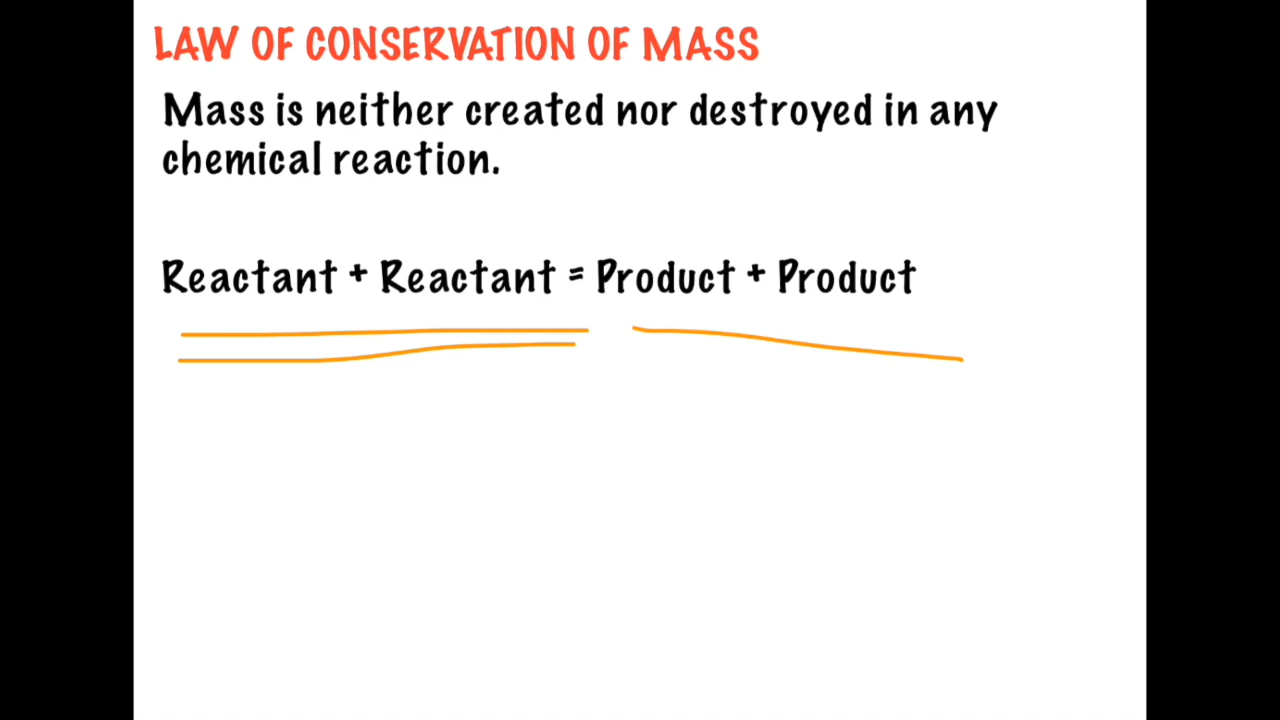 LAW OF CONSERVATION OF MASS
Mass is neither created nor destroyed in any
chemical reaction.
Reactant + Reactant = Product + Product